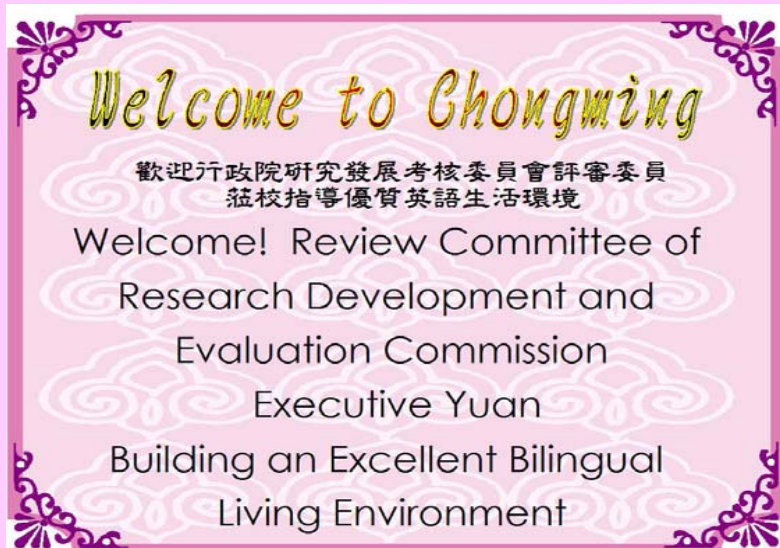 Welcome to Chongming
歡迎行政院研究發展考核委員會評審委員
蒞校指導優質英語生活環境
Welcome! Review Committee of
Research Development and
Evaluation Commission
Executive Yuan
Building an Excellent Bilingual
Living Environment